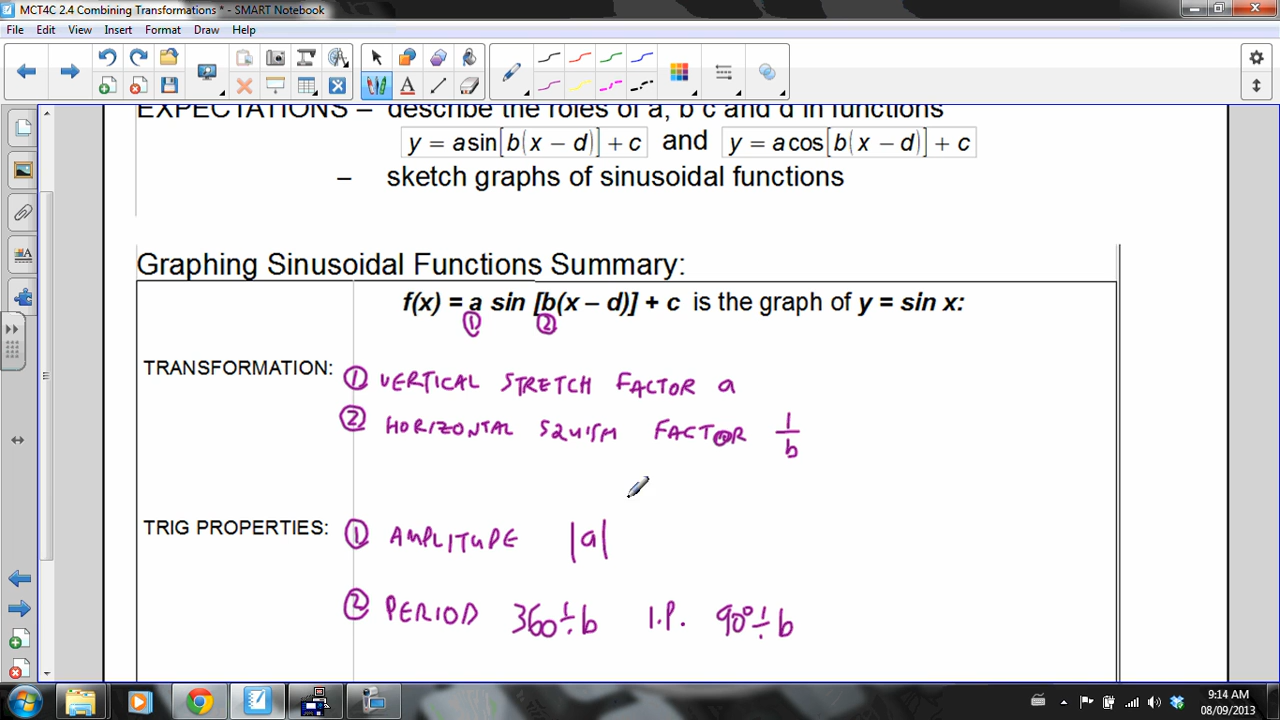 MCT4C 2.4 Combining Transformations * - SMART Notebook
File Edit View Insert Format Draw Help
EXPECTATIONS – describe the roles of a, b c and d in functions
y = a sin[b(x − d)] + c and y = a cos[b(x − d)] + c
– sketch graphs of sinusoidal functions
Graphing Sinusoidal Functions Summary:
f(x) = a sin [b(x – d)] + c is the graph of y = sin x:
① ②
TRANSFORMATION: ① VERTICAL STRETCH FACTOR a
② HORIZONTAL SQUISH FACTOR 1/b
TRIG PROPERTIES: ① AMPLITUDE |a|
② PERIOD 360÷b I.P. 90°÷b
9:14 AM
08/09/2013